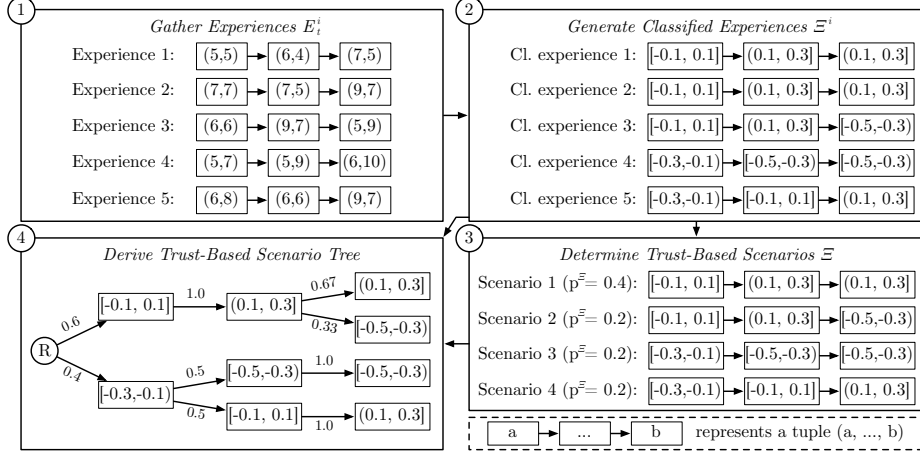 1
Gather Experiences E_t^i
Experience 1: (5,5) (6,4) (7,5)
Experience 2: (7,7) (7,5) (9,7)
Experience 3: (6,6) (9,7) (5,9)
Experience 4: (5,7) (5,9) (6,10)
Experience 5: (6,8) (6,6) (9,7)
2
Generate Classified Experiences Ξ^i
Cl. experience 1: [-0.1, 0.1] (0.1, 0.3] (0.1, 0.3]
Cl. experience 2: [-0.1, 0.1] (0.1, 0.3] (0.1, 0.3]
Cl. experience 3: [-0.1, 0.1] (0.1, 0.3] [-0.5,-0.3)
Cl. experience 4: [-0.3,-0.1) [-0.5,-0.3) [-0.5,-0.3)
Cl. experience 5: [-0.3,-0.1) [-0.1, 0.1] (0.1, 0.3]
4
Derive Trust-Based Scenario Tree
R
0.6
[-0.1, 0.1]
1.0
(0.1, 0.3]
0.67
(0.1, 0.3]
0.33
[-0.5,-0.3)
0.4
[-0.3,-0.1)
0.5
[-0.5,-0.3)
1.0
[-0.5,-0.3)
0.5
[-0.1, 0.1]
1.0
(0.1, 0.3]
3
Determine Trust-Based Scenarios Ξ
Scenario 1 (p^Ξ= 0.4): [-0.1, 0.1] (0.1, 0.3] (0.1, 0.3]
Scenario 2 (p^Ξ= 0.2): [-0.1, 0.1] (0.1, 0.3] [-0.5,-0.3)
Scenario 3 (p^Ξ= 0.2): [-0.3,-0.1) [-0.5,-0.3) [-0.5,-0.3)
Scenario 4 (p^Ξ= 0.2): [-0.3,-0.1) [-0.1, 0.1] (0.1, 0.3]
a ... b represents a tuple (a, ..., b)